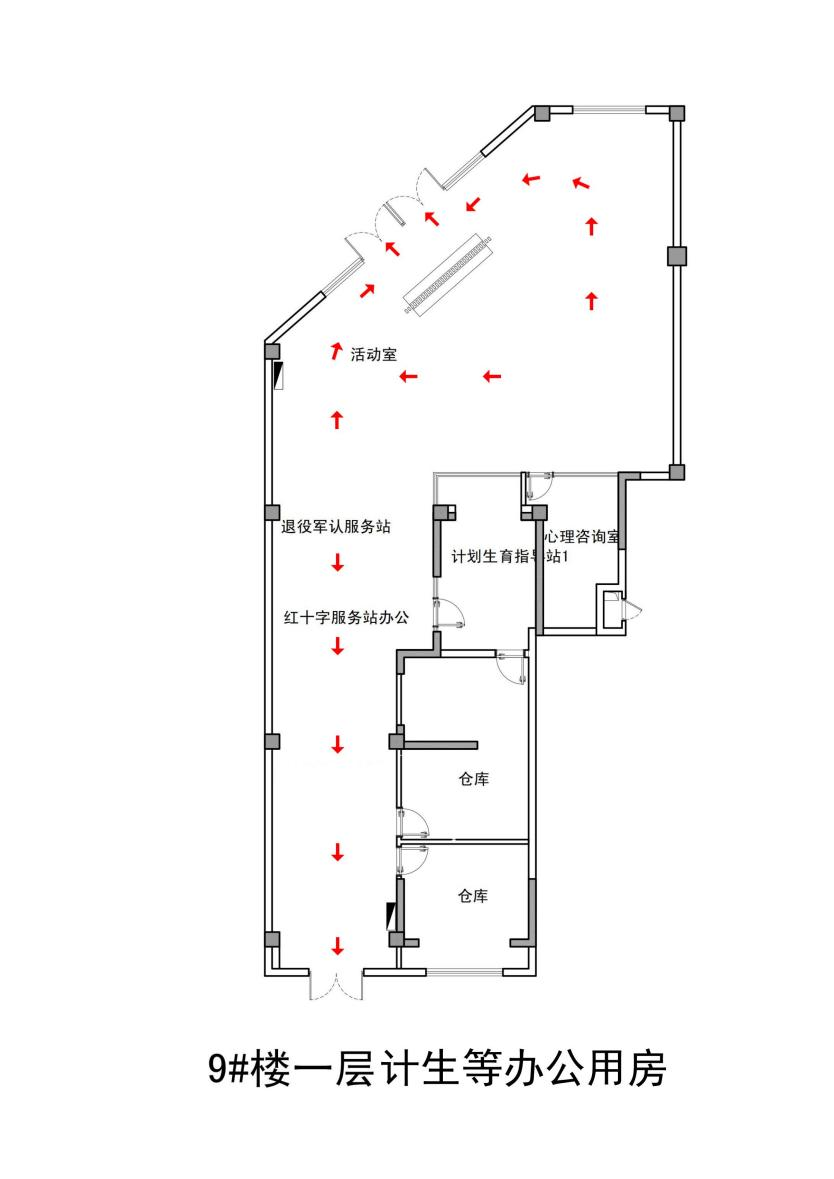 活动室
退役军认服务站
心理咨询室
计划生育指导站1
红十字服务站办公
仓库
仓库
9#楼一层计生等办公用房